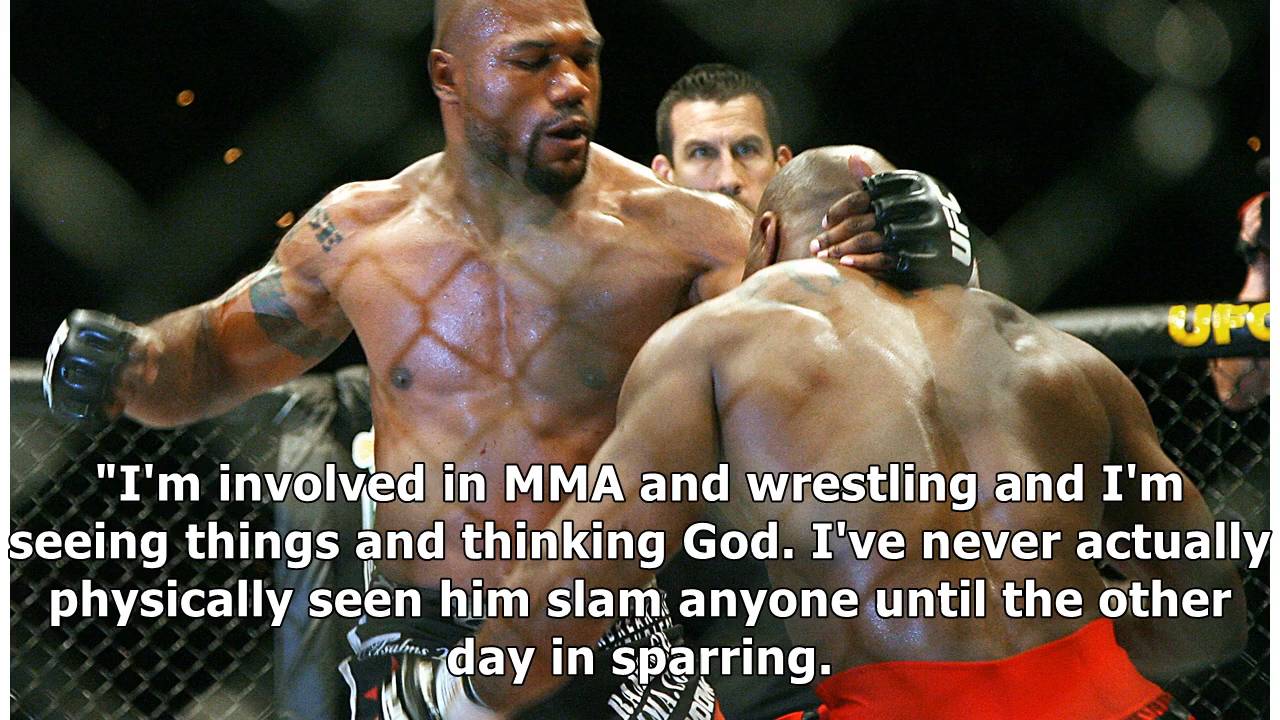 UFC
UFC
"I'm involved in MMA and wrestling and I'm
seeing things and thinking God. I've never actually
physically seen him slam anyone until the other
day in sparring.
Psalms